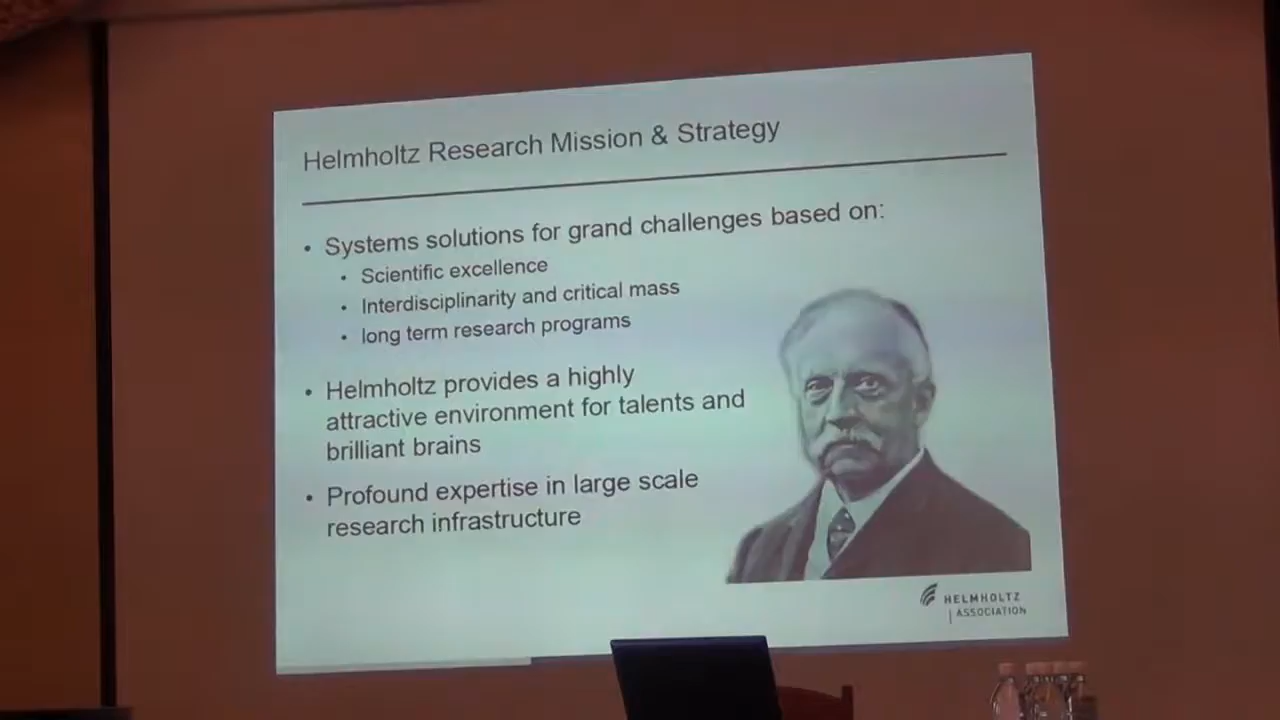 Helmholtz Research Mission & Strategy
• Systems solutions for grand challenges based on:
• Scientific excellence
• Interdisciplinarity and critical mass
• long term research programs
• Helmholtz provides a highly
attractive environment for talents and
brilliant brains
• Profound expertise in large scale
research infrastructure
HELMHOLTZ
| ASSOCIATION